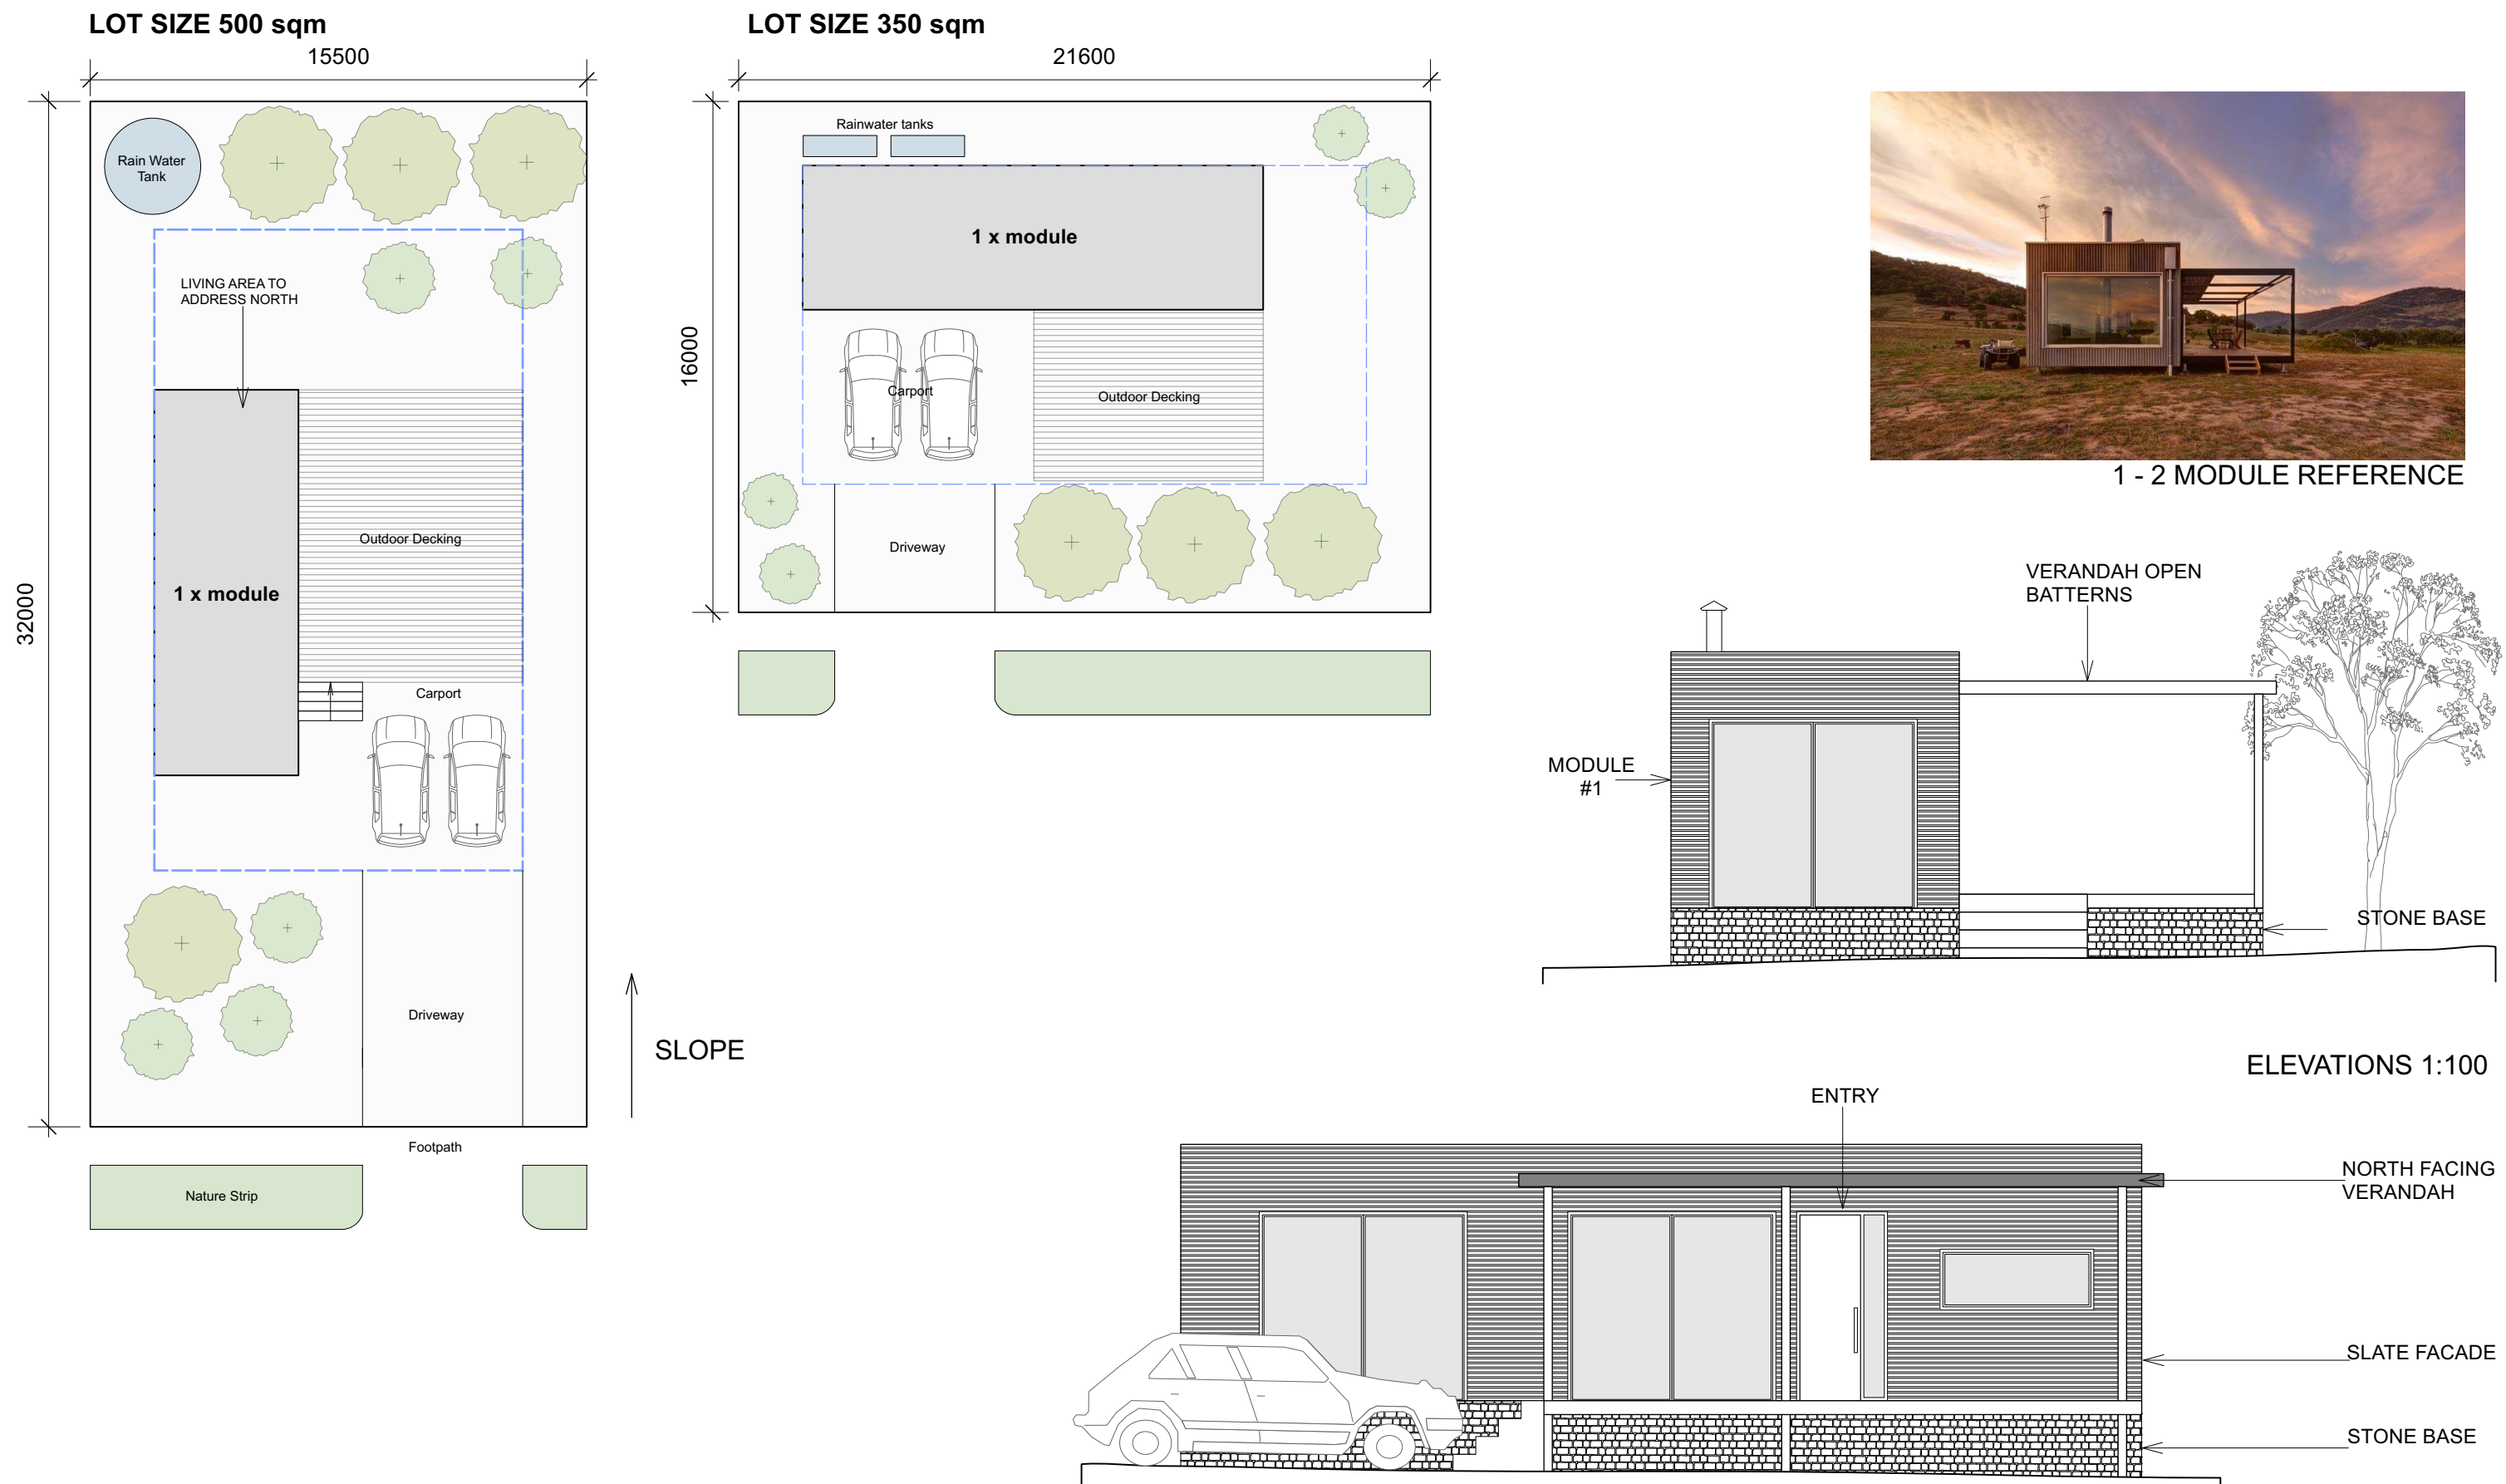 LOT SIZE 500 sqm
15500
32000
Rain Water
Tank
LIVING AREA TO
ADDRESS NORTH
Outdoor Decking
1 x module
Carport
Driveway
SLOPE
Footpath
Nature Strip
LOT SIZE 350 sqm
21600
16000
Rainwater tanks
1 x module
Carport
Outdoor Decking
Driveway
1 - 2 MODULE REFERENCE
VERANDAH OPEN
BATTERNS
MODULE
#1
STONE BASE
ELEVATIONS 1:100
ENTRY
NORTH FACING
VERANDAH
SLATE FACADE
STONE BASE